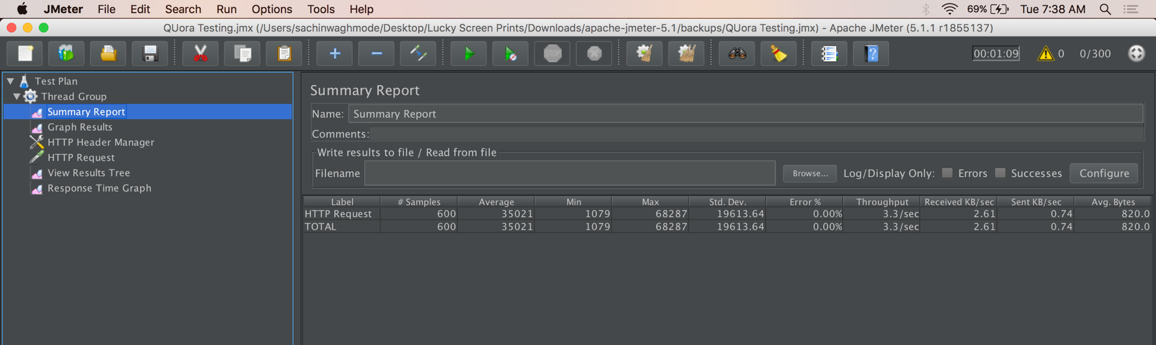 JMeter File Edit Search Run Options Tools Help 69% Tue 7:38 AM
QUora Testing.jmx (/Users/sachinwaghmode/Desktop/Lucky Screen Prints/Downloads/apache-jmeter-5.1/backups/QUora Testing.jmx) - Apache JMeter (5.1.1 r1855137)
00:01:09 0 0/300
Test Plan
Thread Group
Summary Report
Graph Results
HTTP Header Manager
HTTP Request
View Results Tree
Response Time Graph
Summary Report
Name: Summary Report
Comments:
Write results to file / Read from file
Filename Browse... Log/Display Only: Errors Successes Configure
Label # Samples Average Min Max Std. Dev. Error % Throughput Received KB/sec Sent KB/sec Avg. Bytes
HTTP Request 600 35021 1079 68287 19613.64 0.00% 3.3/sec 2.61 0.74 820.0
TOTAL 600 35021 1079 68287 19613.64 0.00% 3.3/sec 2.61 0.74 820.0